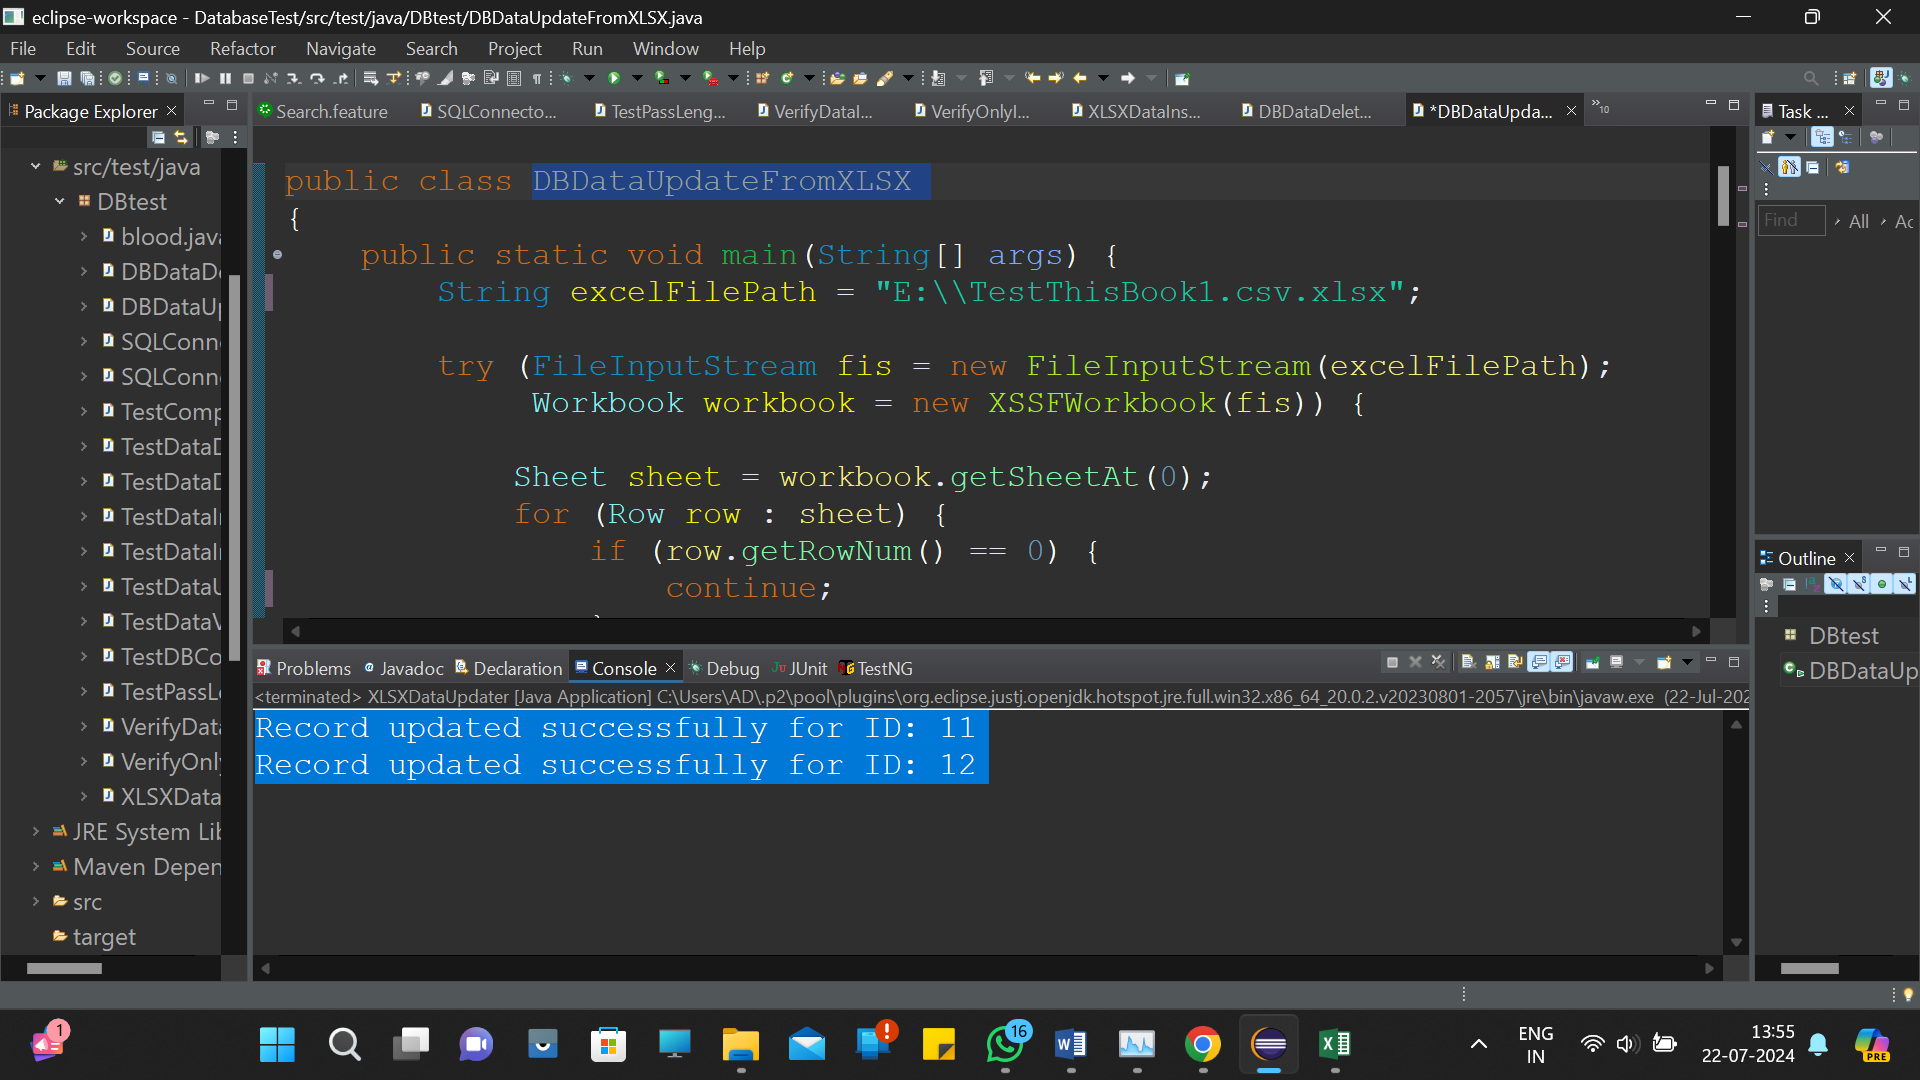 eclipse-workspace - DatabaseTest/src/test/java/DBtest/DBDataUpdateFromXLSX.java
File Edit Source Refactor Navigate Search Project Run Window Help
Package Explorer
src/test/java
DBtest
blood.java
DBDataDe
DBDataUp
SQLConne
SQLConne
TestComp
TestDataD
TestDataD
TestDataIn
TestDataIn
TestDataU
TestDataV
TestDBCo
TestPassLe
VerifyData
VerifyOnly
XLSXData
JRE System Lib
Maven Depen
src
target
Search.feature SQLConnecto... TestPassLeng... VerifyDataI... VerifyOnlyI... XLSXDataIns... DBDataDelet... *DBDataUpda... »10
public class DBDataUpdateFromXLSX
{
public static void main(String[] args) {
String excelFilePath = "E:\\TestThisBook1.csv.xlsx";
try (FileInputStream fis = new FileInputStream(excelFilePath);
Workbook workbook = new XSSFWorkbook(fis)) {
Sheet sheet = workbook.getSheetAt(0);
for (Row row : sheet) {
if (row.getRowNum() == 0) {
continue;
Problems Javadoc Declaration Console Debug JUnit TestNG
<terminated> XLSXDataUpdater [Java Application] C:\Users\AD\.p2\pool\plugins\org.eclipse.justj.openjdk.hotspot.jre.full.win32.x86_64_20.0.2.v20230801-2057\jre\bin\javaw.exe (22-Jul-202
Record updated successfully for ID: 11
Record updated successfully for ID: 12
Task ...
Find All Ac
Outline
DBtest
DBDataUp
1
16
ENG
IN
13:55
22-07-2024
PRE